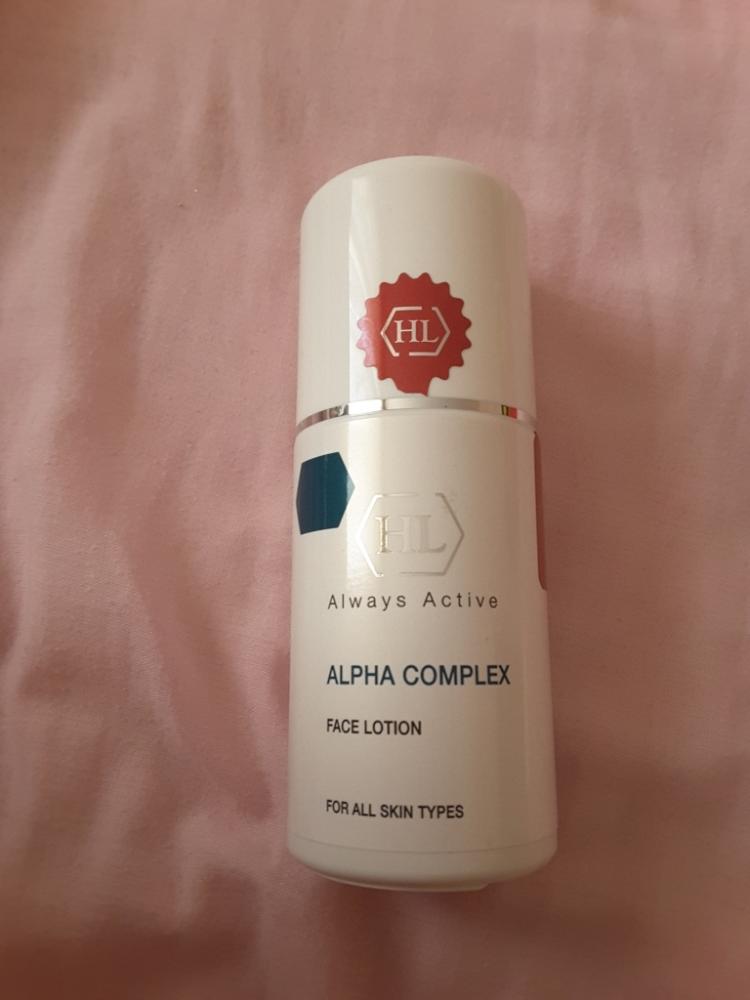 HL
HL
Always Active
ALPHA COMPLEX
FACE LOTION
FOR ALL SKIN TYPES